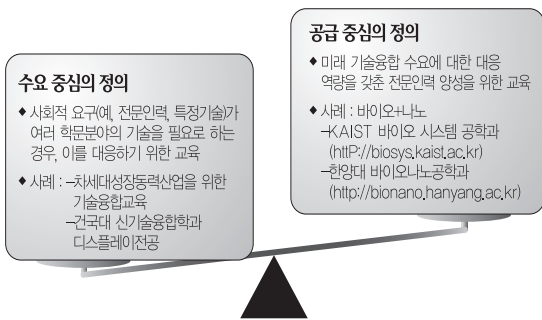 수요 중심의 정의
◆ 사회적 요구(예, 전문인력, 특정기술)가
여러 학문분야의 기술을 필요로 하는
경우, 이를 대응하기 위한 교육
◆ 사례 : –차세대성장동력산업을 위한
기술융합교육
–건국대 신기술융합학과
디스플레이전공
공급 중심의 정의
◆ 미래 기술융합 수요에 대한 대응
역량을 갖춘 전문인력 양성을 위한 교육
◆ 사례 : 바이오+나노
–KAIST 바이오 시스템 공학과
(httP://biosys.kaist.ac.kr)
–한양대 바이오나노공학과
(http://bionano.hanyang.ac.kr)